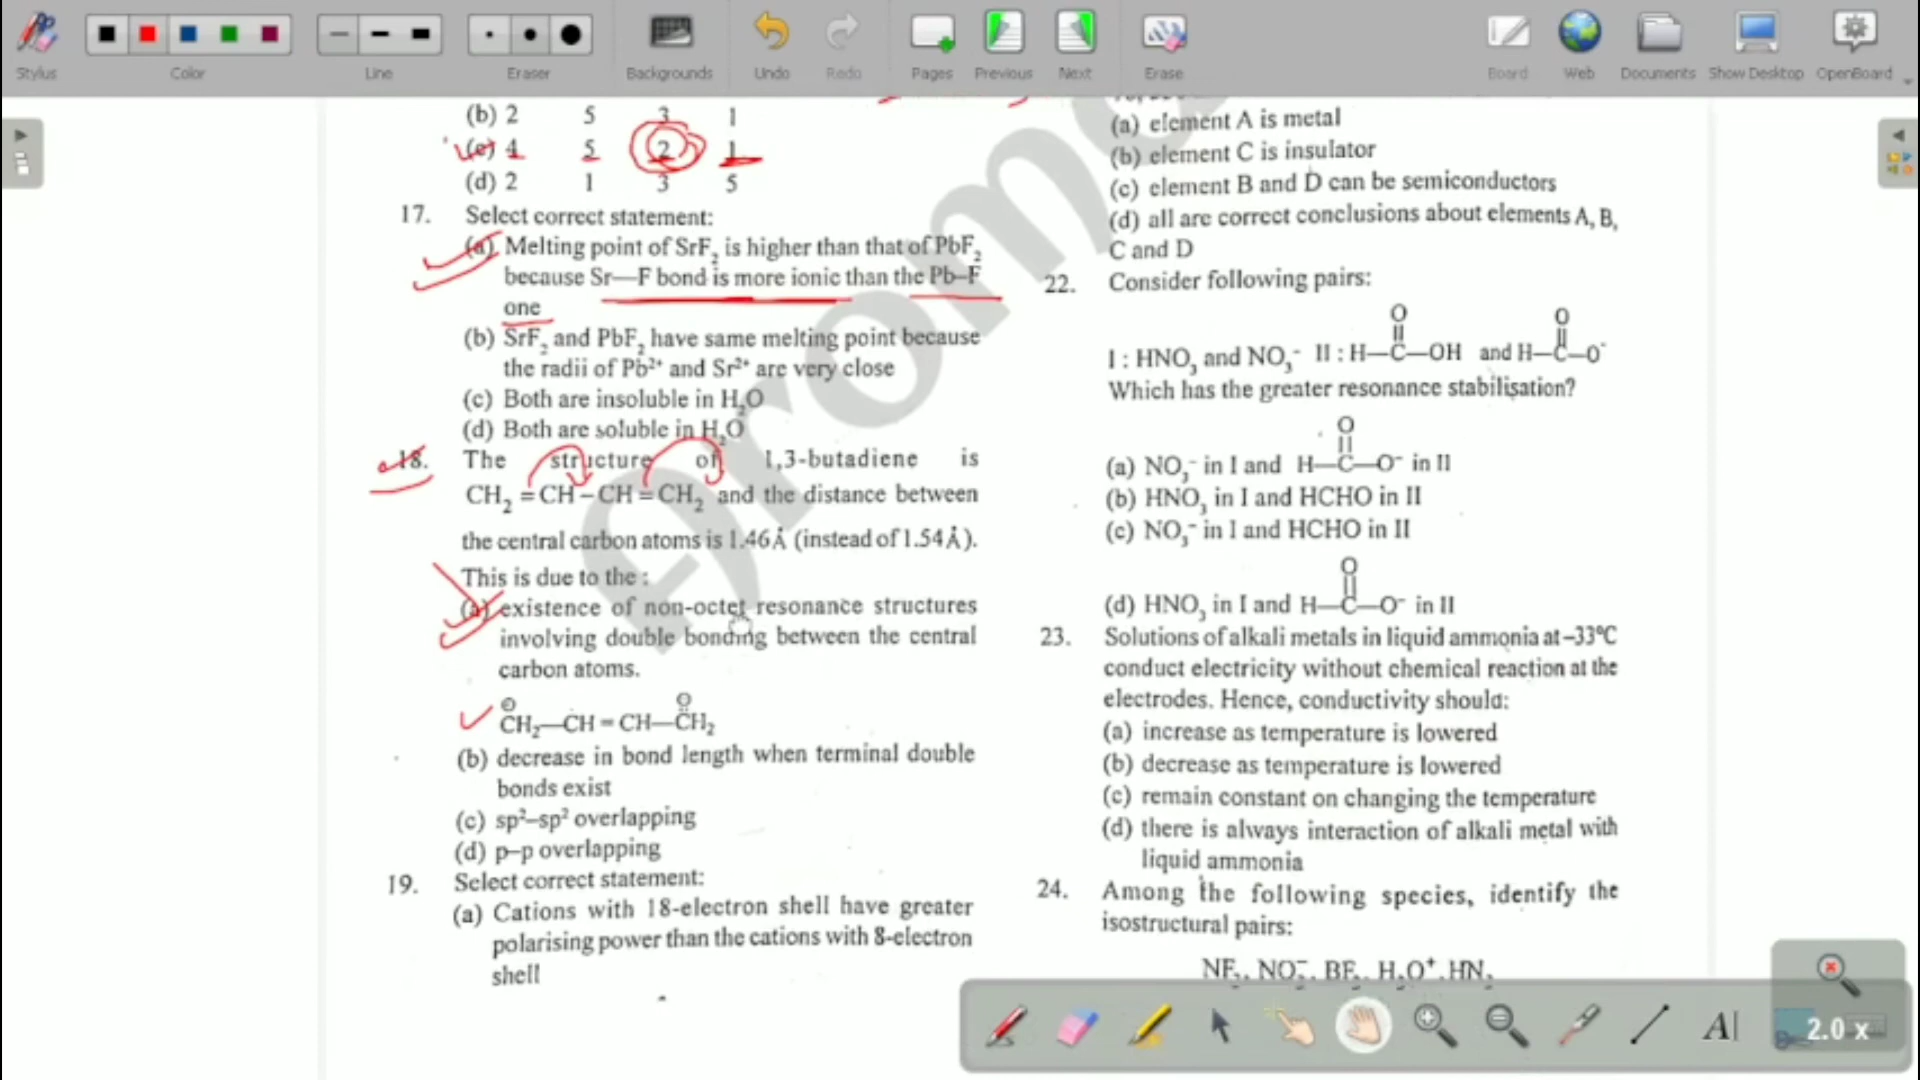 Stylus
Color
Line
Eraser
Backgrounds
Undo
Redo
Pages
Previous
Next
Erase
Board
Web
Documents
Show Desktop
OpenBoard
(b) 2 5 3 1
(c) 4 5 2 1
(d) 2 1 3 5
17. Select correct statement:
(a) Melting point of SrF₂ is higher than that of PbF₂
because Sr—F bond is more ionic than the Pb–F
one
(b) SrF₂ and PbF₂ have same melting point because
the radii of Pb²⁺ and Sr²⁺ are very close
(c) Both are insoluble in H₂O
(d) Both are soluble in H₂O
18. The structure of 1,3-butadiene is
CH₂ = CH – CH = CH₂ and the distance between
the central carbon atoms is 1.46Å (instead of 1.54Å).
This is due to the :
(a) existence of non-octet resonance structures
involving double bonding between the central
carbon atoms.
CH₂—CH = CH—CH₂
(b) decrease in bond length when terminal double
bonds exist
(c) sp²–sp² overlapping
(d) p–p overlapping
19. Select correct statement:
(a) Cations with 18-electron shell have greater
polarising power than the cations with 8-electron
shell
(a) element A is metal
(b) element C is insulator
(c) element B and D can be semiconductors
(d) all are correct conclusions about elements A, B,
C and D
22. Consider following pairs:
O O
I : HNO₃ and NO₃⁻ II : H—C—OH and H—C—O⁻
Which has the greater resonance stabilisation?
O
(a) NO₃⁻ in I and H—C—O⁻ in II
(b) HNO₃ in I and HCHO in II
(c) NO₃⁻ in I and HCHO in II
O
(d) HNO₃ in I and H—C—O⁻ in II
23. Solutions of alkali metals in liquid ammonia at –33°C
conduct electricity without chemical reaction at the
electrodes. Hence, conductivity should:
(a) increase as temperature is lowered
(b) decrease as temperature is lowered
(c) remain constant on changing the temperature
(d) there is always interaction of alkali metal with
liquid ammonia
24. Among the following species, identify the
isostructural pairs:
NF₃, NO₃⁻, BF₃, H₃O⁺, HN₃
Arom
2.0 x